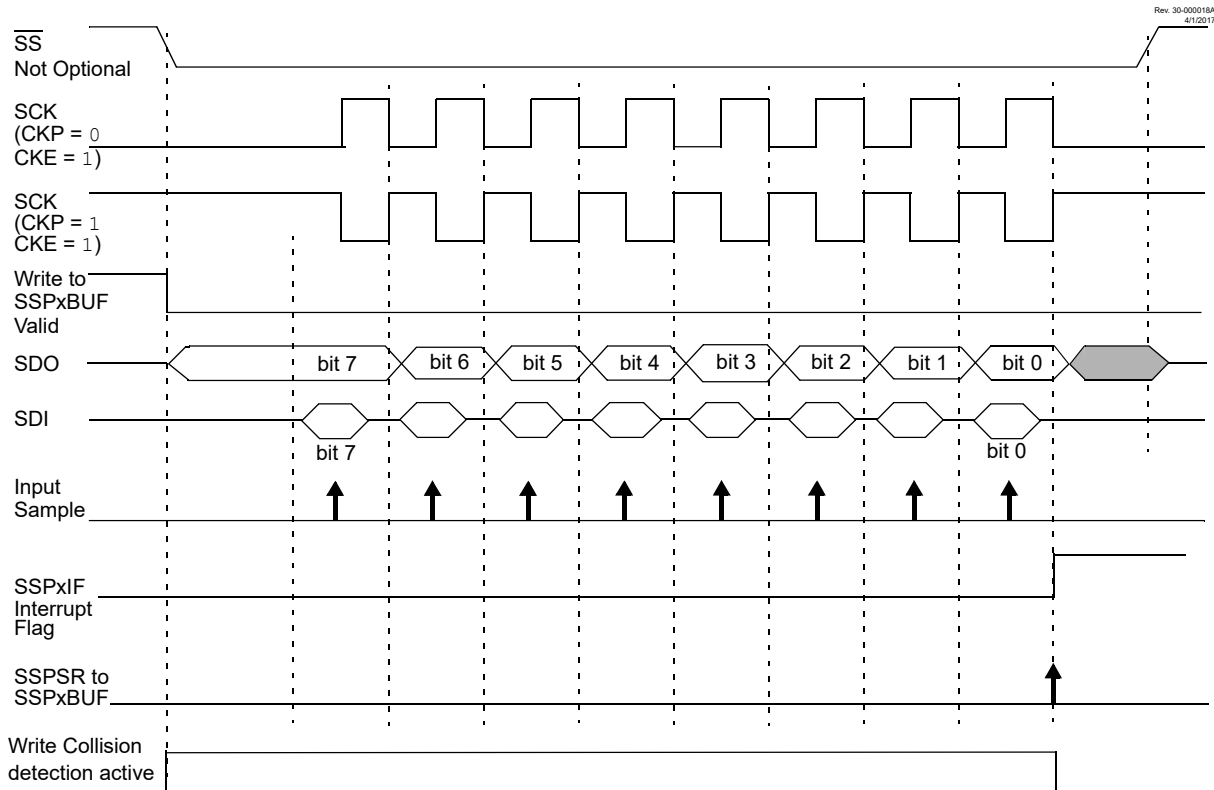 Rev. 30-000018A
4/1/2017
SS
Not Optional
SCK
(CKP = 0
CKE = 1)
SCK
(CKP = 1
CKE = 1)
Write to
SSPxBUF
Valid
SDO bit 7 bit 6 bit 5 bit 4 bit 3 bit 2 bit 1 bit 0
SDI
bit 7 bit 0
Input
Sample
SSPxIF
Interrupt
Flag
SSPSR to
SSPxBUF
Write Collision
detection active